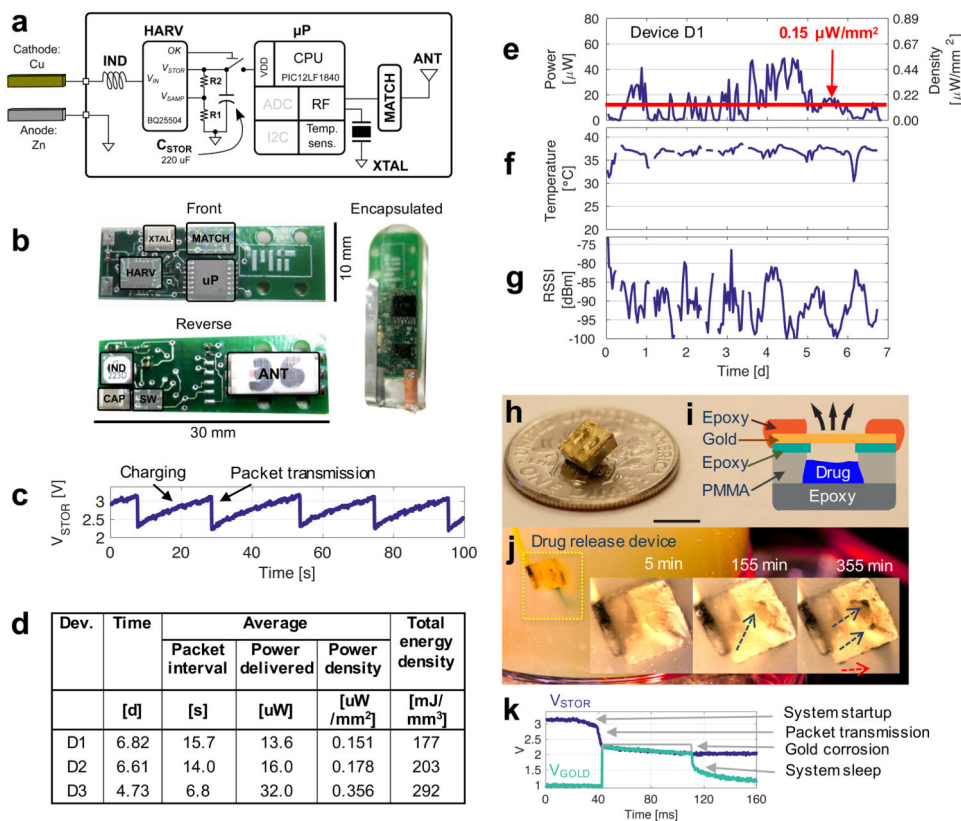 a
Cathode:
Cu
Anode:
Zn
IND
HARV
OK
VSTOR
VIN
VSAMP
BQ25504
R2
R1
CSTOR
220 uF
µP
VDD
CPU
PIC12LF1840
ADC
RF
I2C
Temp.
sens.
XTAL
MATCH
ANT
b
Front
Encapsulated
XTAL
MATCH
HARV
uP
MIT
10 mm
Reverse
IND
223D
CAP
SW
ANT
30 mm
c
Charging
Packet transmission
VSTOR [V]
3
2.5
2
0 20 40 60 80 100
Time [s]
d
Dev. Time Average Total energy density
Packet interval Power delivered Power density
[d] [s] [uW] [uW/mm²] [mJ/mm³]
D1 6.82 15.7 13.6 0.151 177
D2 6.61 14.0 16.0 0.178 203
D3 4.73 6.8 32.0 0.356 292
e
Device D1
0.15 µW/mm²
Power
[µW]
80
60
40
20
0
0.89
0.67
0.44
0.22
0.00
Density
[µW/mm²]
f
Temperature
[°C]
40
35
30
25
20
g
RSSI
[dBm]
-75
-80
-85
-90
-95
-100
0 1 2 3 4 5 6 7
Time [d]
h
i
Epoxy
Gold
Epoxy
PMMA
Drug
Epoxy
j
Drug release device
5 min
155 min
355 min
k
VSTOR
VGOLD
V
3
2
1
0 40 80 120 160
Time [ms]
System startup
Packet transmission
Gold corrosion
System sleep